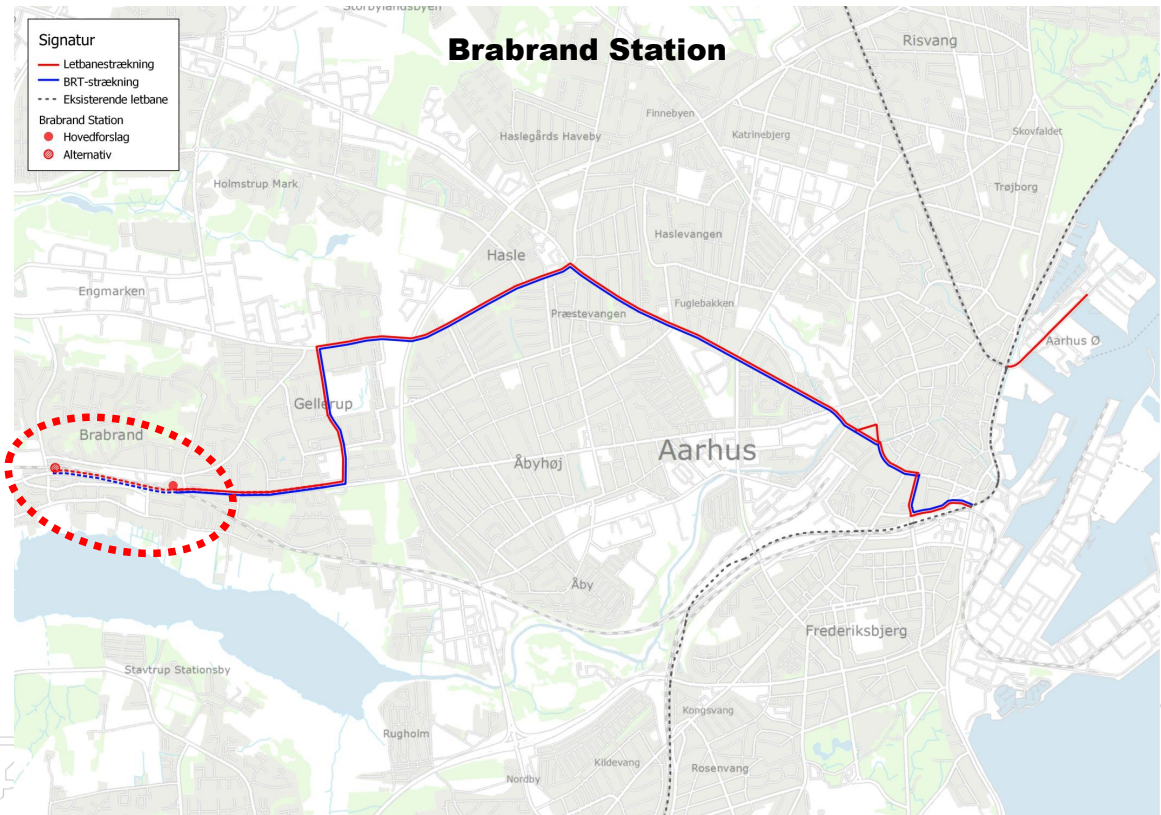 Storbylandsbyen
Brabrand Station
Signatur
Letbanestrækning
BRT-strækning
Eksisterende letbane
Brabrand Station
Hovedforslag
Alternativ
Risvang
Finnebyen
Haslegårds Haveby
Katrinebjerg
Skovfaldet
Holmstrup Mark
Trøjborg
Haslevangen
Hasle
Engmarken
Fuglebakken
Præstevangen
Aarhus Ø
Gellerup
Brabrand
Aarhus
Åbyhøj
Åby
Frederiksbjerg
Stavtrup Stationsby
Kongsvang
Rugholm
Kildevang
Rosenvang
Nordby